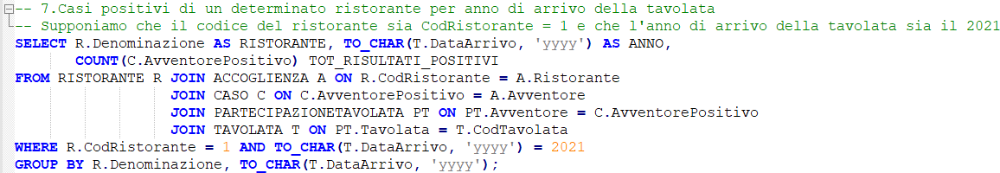 -- 7.Casi positivi di un determinato ristorante per anno di arrivo della tavolata
-- Supponiamo che il codice del ristorante sia CodRistorante = 1 e che l'anno di arrivo della tavolata sia il 2021
SELECT R.Denominazione AS RISTORANTE, TO_CHAR(T.DataArrivo, 'yyyy') AS ANNO,
COUNT(C.AvventorePositivo) TOT_RISULTATI_POSITIVI
FROM RISTORANTE R JOIN ACCOGLIENZA A ON R.CodRistorante = A.Ristorante
JOIN CASO C ON C.AvventorePositivo = A.Avventore
JOIN PARTECIPAZIONETAVOLATA PT ON PT.Avventore = C.AvventorePositivo
JOIN TAVOLATA T ON PT.Tavolata = T.CodTavolata
WHERE R.CodRistorante = 1 AND TO_CHAR(T.DataArrivo, 'yyyy') = 2021
GROUP BY R.Denominazione, TO_CHAR(T.DataArrivo, 'yyyy');